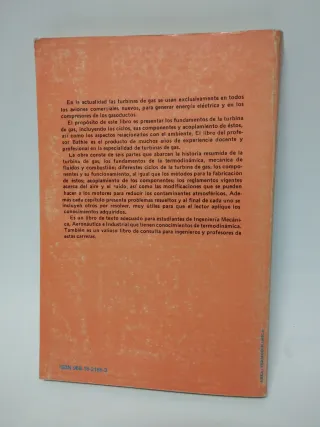 En la actualidad las turbinas de gas se usan exclusivamente en todos
los aviones comerciales nuevos, para generar energía eléctrica y en los
compresores de los gasoductos.
El propósito de este libro es presentar los fundamentos de la turbina
de gas, incluyendo los ciclos, sus componentes y acoplamiento de éstos,
así como los aspectos relacionados con el ambiente. El libro del profe-
sor Bathie es el producto de muchos años de experiencia docente y
profesional en la especialidad de turbinas de gas.
La obra consta de seis partes que abarcan la historia resumida de la
turbina de gas, los fundamentos de la termodinámica, mecánica de
fluidos y combustible; diferentes ciclos de la turbina de gas, los compo-
nentes y su funcionamiento, al igual que los métodos para la fabricación
de éstos; acoplamiento de los componentes; los reglamentos vigentes
acerca del aire y el ruido, así como las modificaciones que se pueden
hacer a los motores para reducir los contaminantes atmosféricos. Ade-
más cada capítulo presenta problemas resueltos y al final de cada uno se
incluyen otros por resolver, muy útiles para que el lector aplique los
conocimientos adquiridos.
Es un libro de texto adecuado para estudiantes de Ingeniería Mecáni-
ca, Aeronáutica e Industrial que tienen conocimientos de termodinámica.
También es un valioso libro de consulta para ingenieros y profesores de
estas carreras.